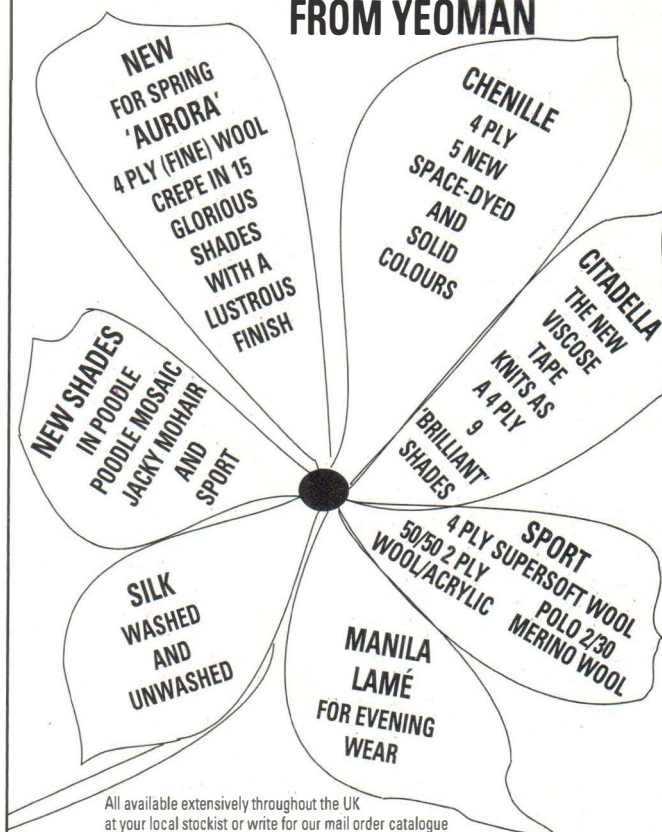 FROM YEOMAN
NEW
FOR SPRING
'AURORA'
4 PLY (FINE) WOOL
CREPE IN 15
GLORIOUS
SHADES
WITH A
LUSTROUS
FINISH
CHENILLE
4 PLY
5 NEW
SPACE-DYED
AND
SOLID
COLOURS
CITADELLA
THE NEW
VISCOSE
TAPE
KNITS AS
A 4 PLY
9
'BRILLIANT'
SHADES
SPORT
4 PLY SUPERSOFT WOOL
50/50 2 PLY
WOOL/ACRYLIC
POLO 2/30
MERINO WOOL
MANILA
LAMÉ
FOR EVENING
WEAR
SILK
WASHED
AND
UNWASHED
NEW SHADES
IN POODLE
POODLE MOSAIC
JACKY MOHAIR
AND
SPORT
All available extensively throughout the UK
at your local stockist or write for our mail order catalogue